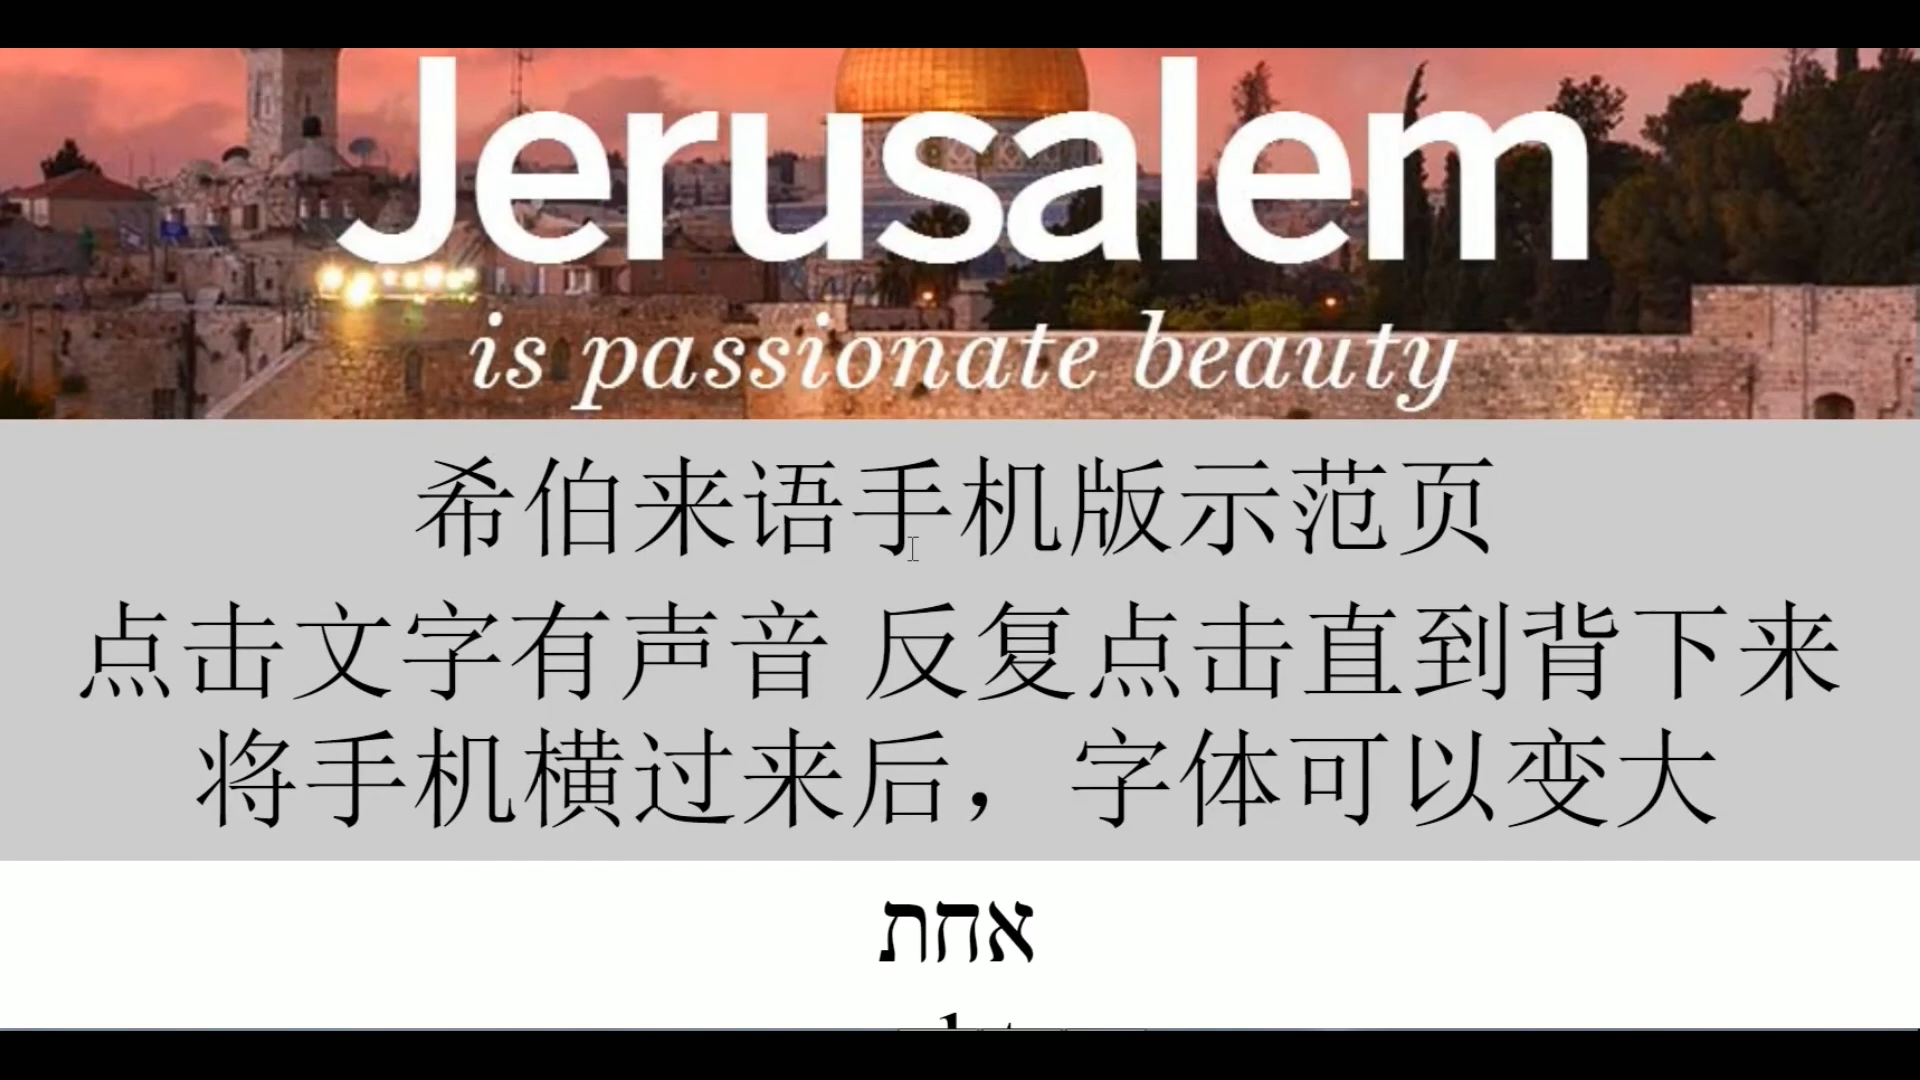 Jerusalem
is passionate beauty
希伯来语手机版示范页
点击文字有声音 反复点击直到背下来
将手机横过来后，字体可以变大
אחת